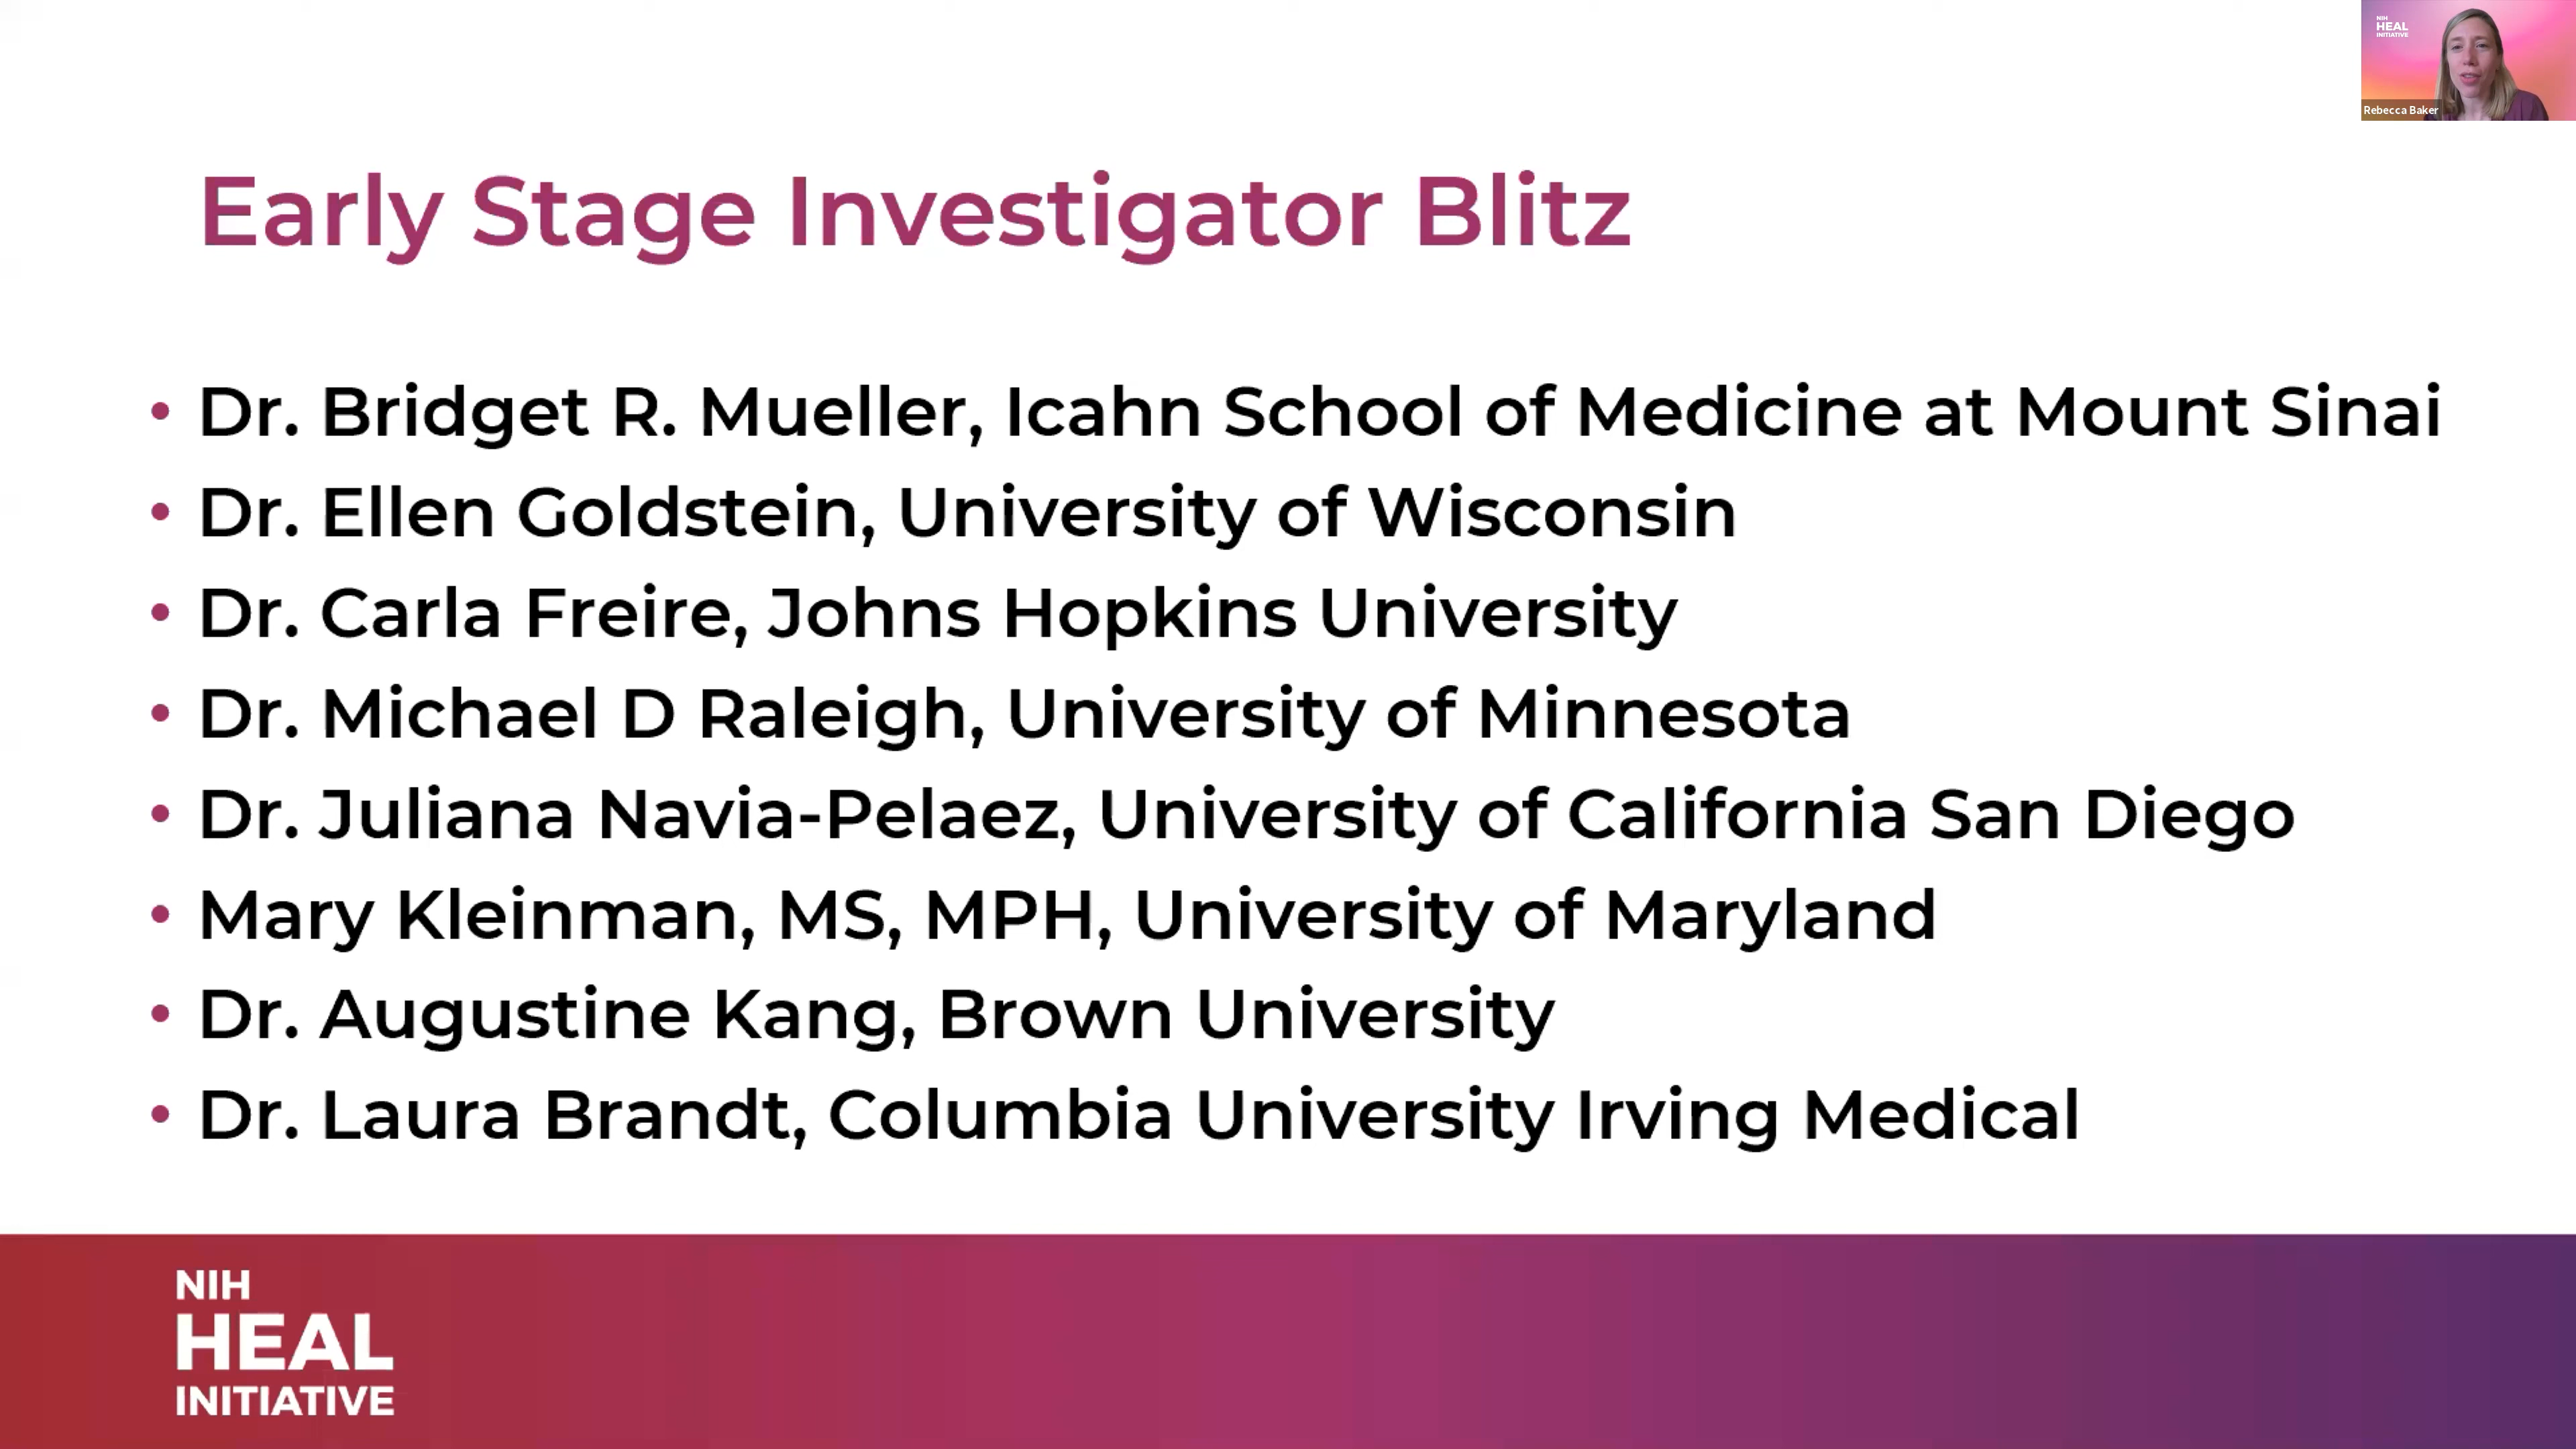 NIH
HEAL
INITIATIVE
Rebecca Baker
Early Stage Investigator Blitz
• Dr. Bridget R. Mueller, Icahn School of Medicine at Mount Sinai
• Dr. Ellen Goldstein, University of Wisconsin
• Dr. Carla Freire, Johns Hopkins University
• Dr. Michael D Raleigh, University of Minnesota
• Dr. Juliana Navia-Pelaez, University of California San Diego
• Mary Kleinman, MS, MPH, University of Maryland
• Dr. Augustine Kang, Brown University
• Dr. Laura Brandt, Columbia University Irving Medical
NIH
HEAL
INITIATIVE